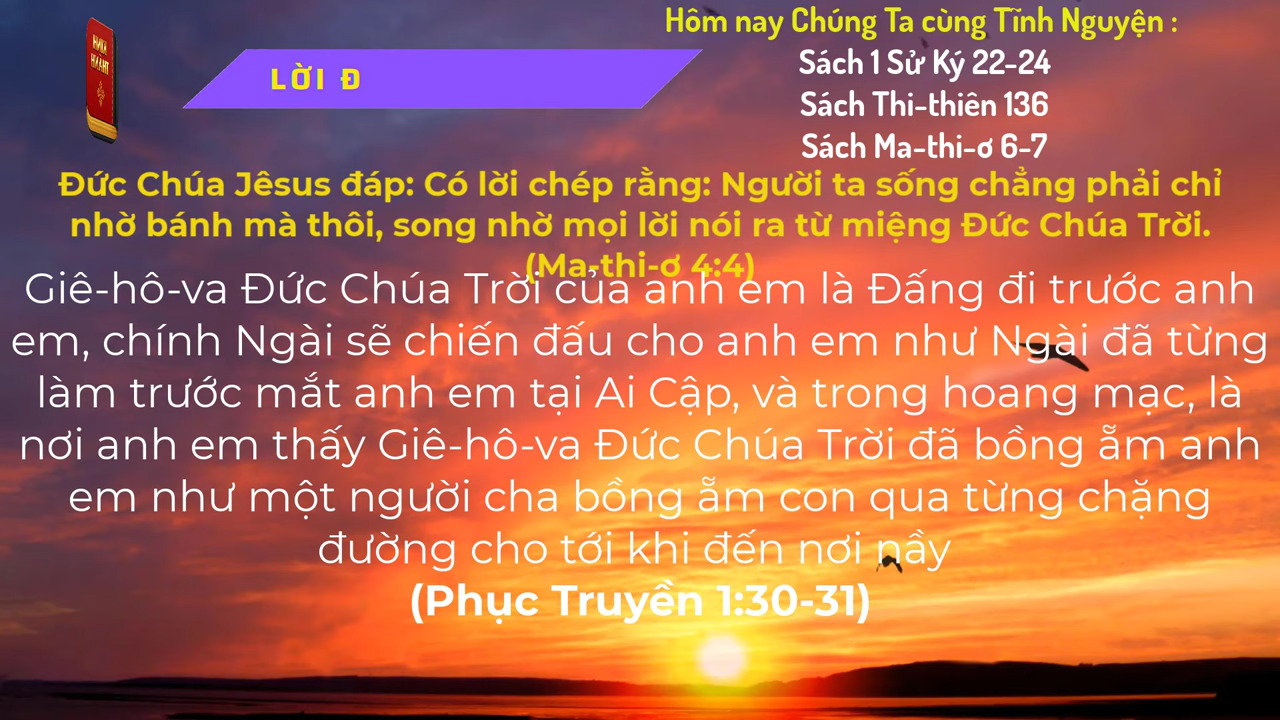 Hôm nay Chúng Ta cùng Tĩnh Nguyện :
Sách 1 Sử Ký 22-24
Sách Thi-thiên 136
Sách Ma-thi-ơ 6-7
KINH
THÁNH
LỜI Đ
Đức Chúa Jêsus đáp: Có lời chép rằng: Người ta sống chẳng phải chỉ
nhờ bánh mà thôi, song nhờ mọi lời nói ra từ miệng Đức Chúa Trời.
(Ma-thi-ơ 4:4)
Giê-hô-va Đức Chúa Trời của anh em là Đấng đi trước anh
em, chính Ngài sẽ chiến đấu cho anh em như Ngài đã từng
làm trước mắt anh em tại Ai Cập, và trong hoang mạc, là
nơi anh em thấy Giê-hô-va Đức Chúa Trời đã bồng ẵm anh
em như một người cha bồng ẵm con qua từng chặng
đường cho tới khi đến nơi nầy
(Phục Truyền 1:30-31)